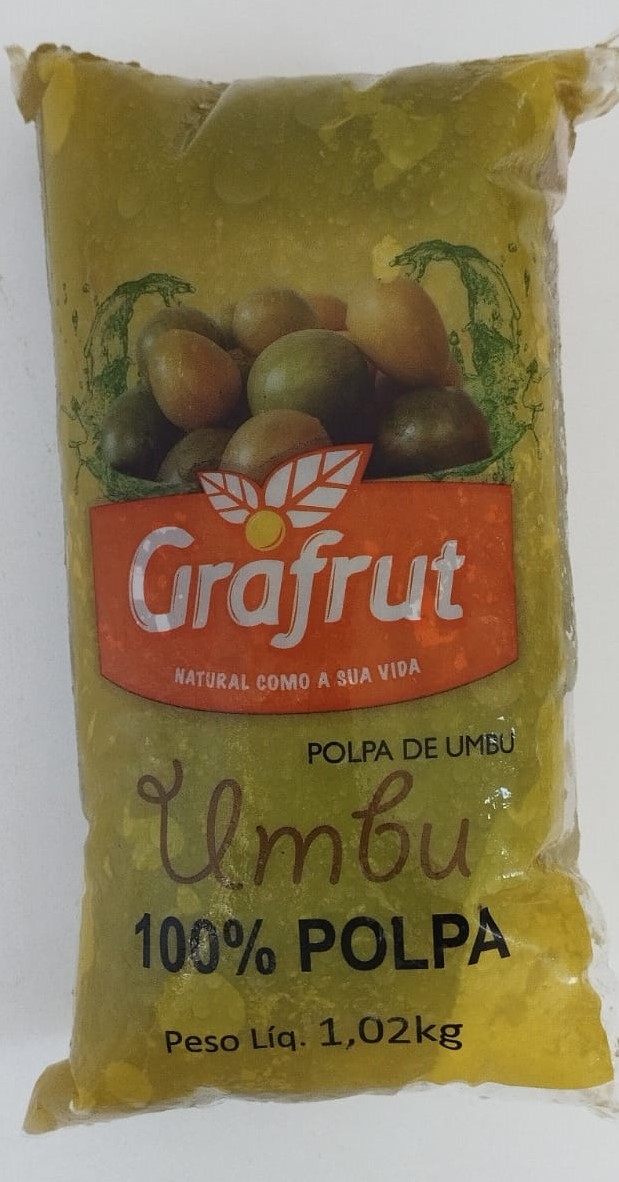 Grafrut
NATURAL COMO A SUA VIDA
POLPA DE UMBU
Umbu
100% POLPA
Peso Líq. 1,02kg